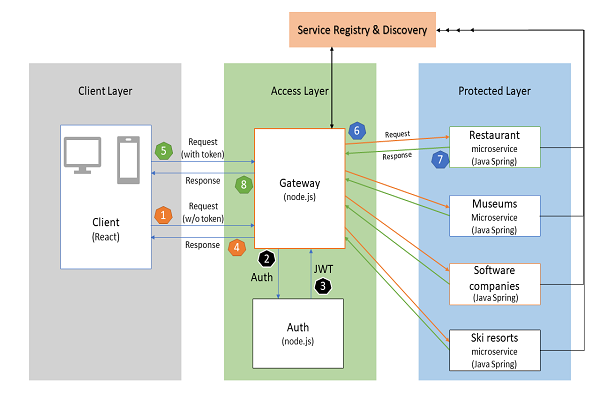 Service Registry & Discovery
Client Layer
Access Layer
Protected Layer
5
Request
(with token)
Response
8
1
Request
(w/o token)
Response
4
Client
(React)
Gateway
(node.js)
2
Auth
JWT
3
Auth
(node.js)
6
Request
Response
7
Restaurant
microservice
(Java Spring)
Museums
Microservice
(Java Spring)
Software
companies
(Java Spring)
Ski resorts
microservice
(Java Spring)